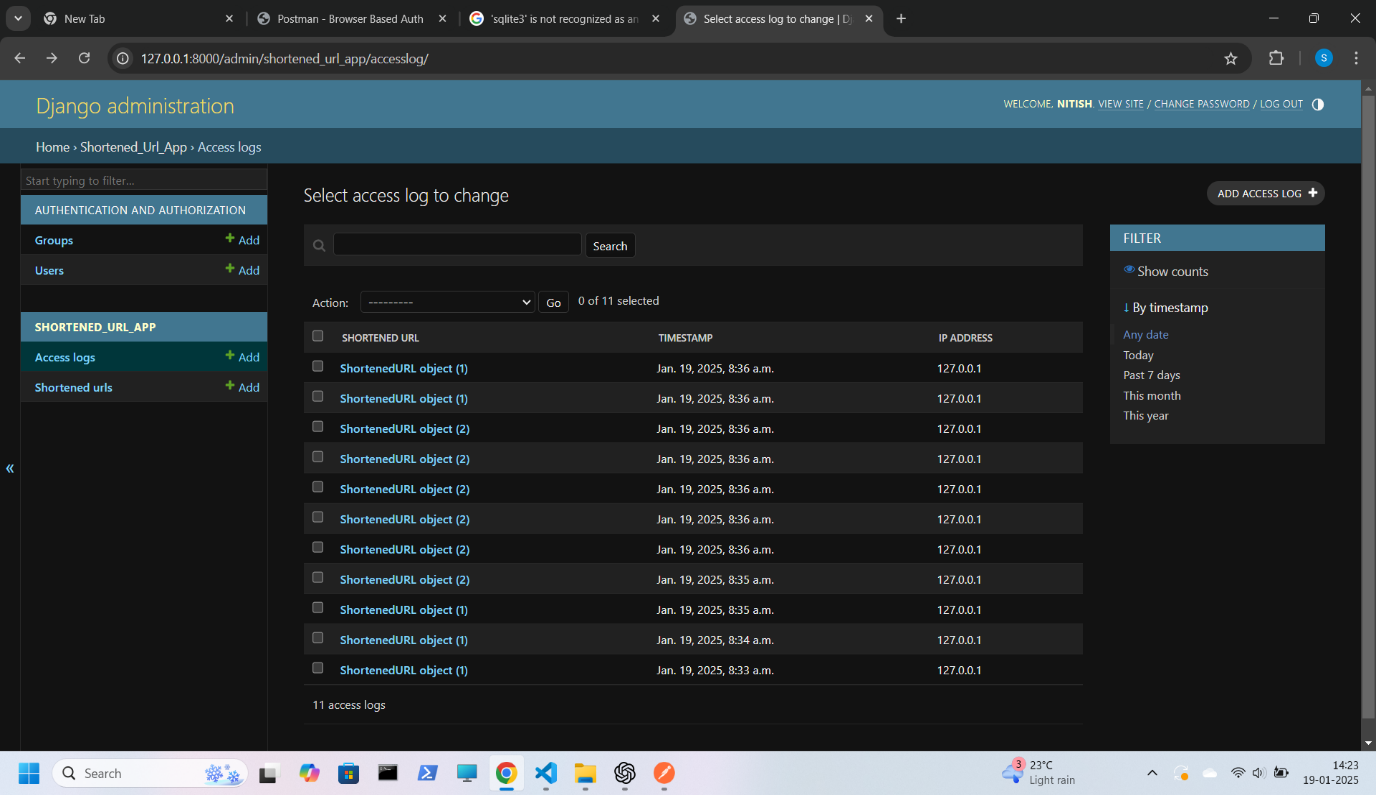 New Tab
Postman - Browser Based Auth
'sqlite3' is not recognized as an
Select access log to change | Dj
127.0.0.1:8000/admin/shortened_url_app/accesslog/
S
Django administration
WELCOME, NITISH. VIEW SITE / CHANGE PASSWORD / LOG OUT
Home › Shortened_Url_App › Access logs
Start typing to filter...
AUTHENTICATION AND AUTHORIZATION
Groups + Add
Users + Add
SHORTENED_URL_APP
Access logs + Add
Shortened urls + Add
«
Select access log to change
ADD ACCESS LOG +
Search
Action: --------- Go 0 of 11 selected
SHORTENED URL TIMESTAMP IP ADDRESS
ShortenedURL object (1) Jan. 19, 2025, 8:36 a.m. 127.0.0.1
ShortenedURL object (1) Jan. 19, 2025, 8:36 a.m. 127.0.0.1
ShortenedURL object (2) Jan. 19, 2025, 8:36 a.m. 127.0.0.1
ShortenedURL object (2) Jan. 19, 2025, 8:36 a.m. 127.0.0.1
ShortenedURL object (2) Jan. 19, 2025, 8:36 a.m. 127.0.0.1
ShortenedURL object (2) Jan. 19, 2025, 8:36 a.m. 127.0.0.1
ShortenedURL object (2) Jan. 19, 2025, 8:36 a.m. 127.0.0.1
ShortenedURL object (2) Jan. 19, 2025, 8:35 a.m. 127.0.0.1
ShortenedURL object (1) Jan. 19, 2025, 8:35 a.m. 127.0.0.1
ShortenedURL object (1) Jan. 19, 2025, 8:34 a.m. 127.0.0.1
ShortenedURL object (1) Jan. 19, 2025, 8:33 a.m. 127.0.0.1
11 access logs
FILTER
Show counts
↓ By timestamp
Any date
Today
Past 7 days
This month
This year
Search
3
23°C
Light rain
14:23
19-01-2025